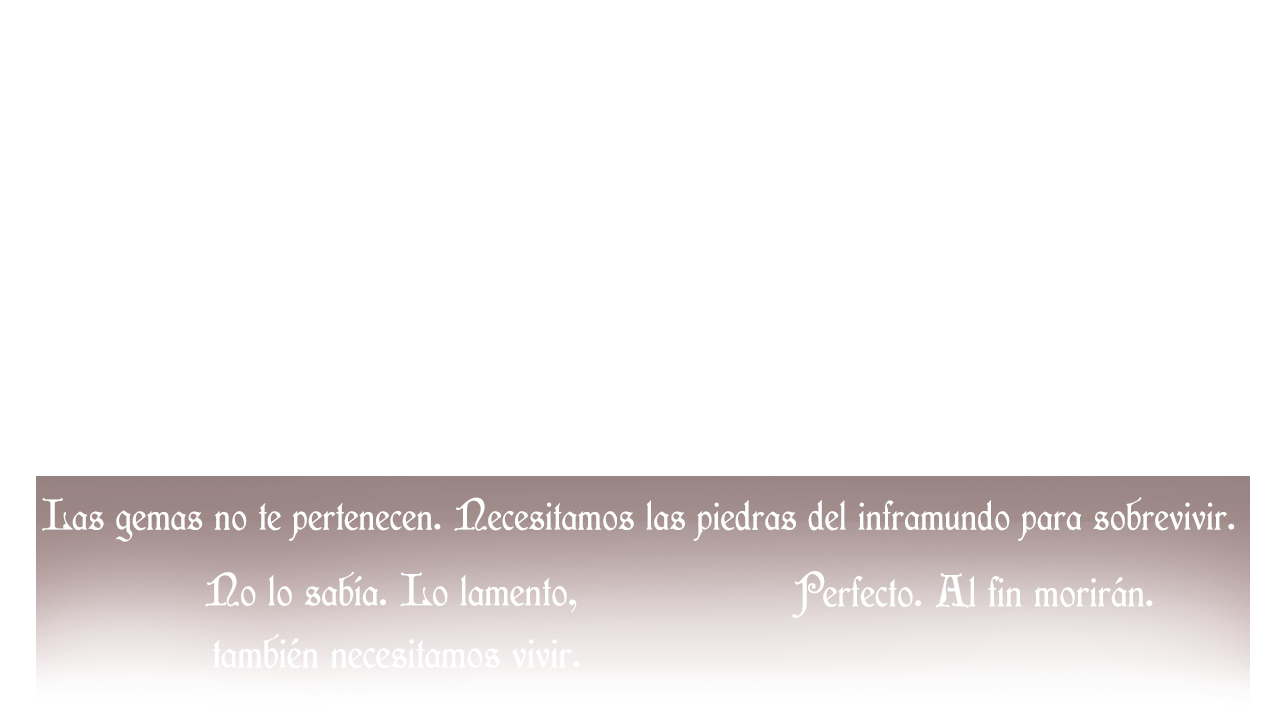 Las gemas no te pertenecen. Necesitamos las piedras del inframundo para sobrevivir.
No lo sabía. Lo lamento,
también necesitamos vivir.
Perfecto. Al fin morirán.